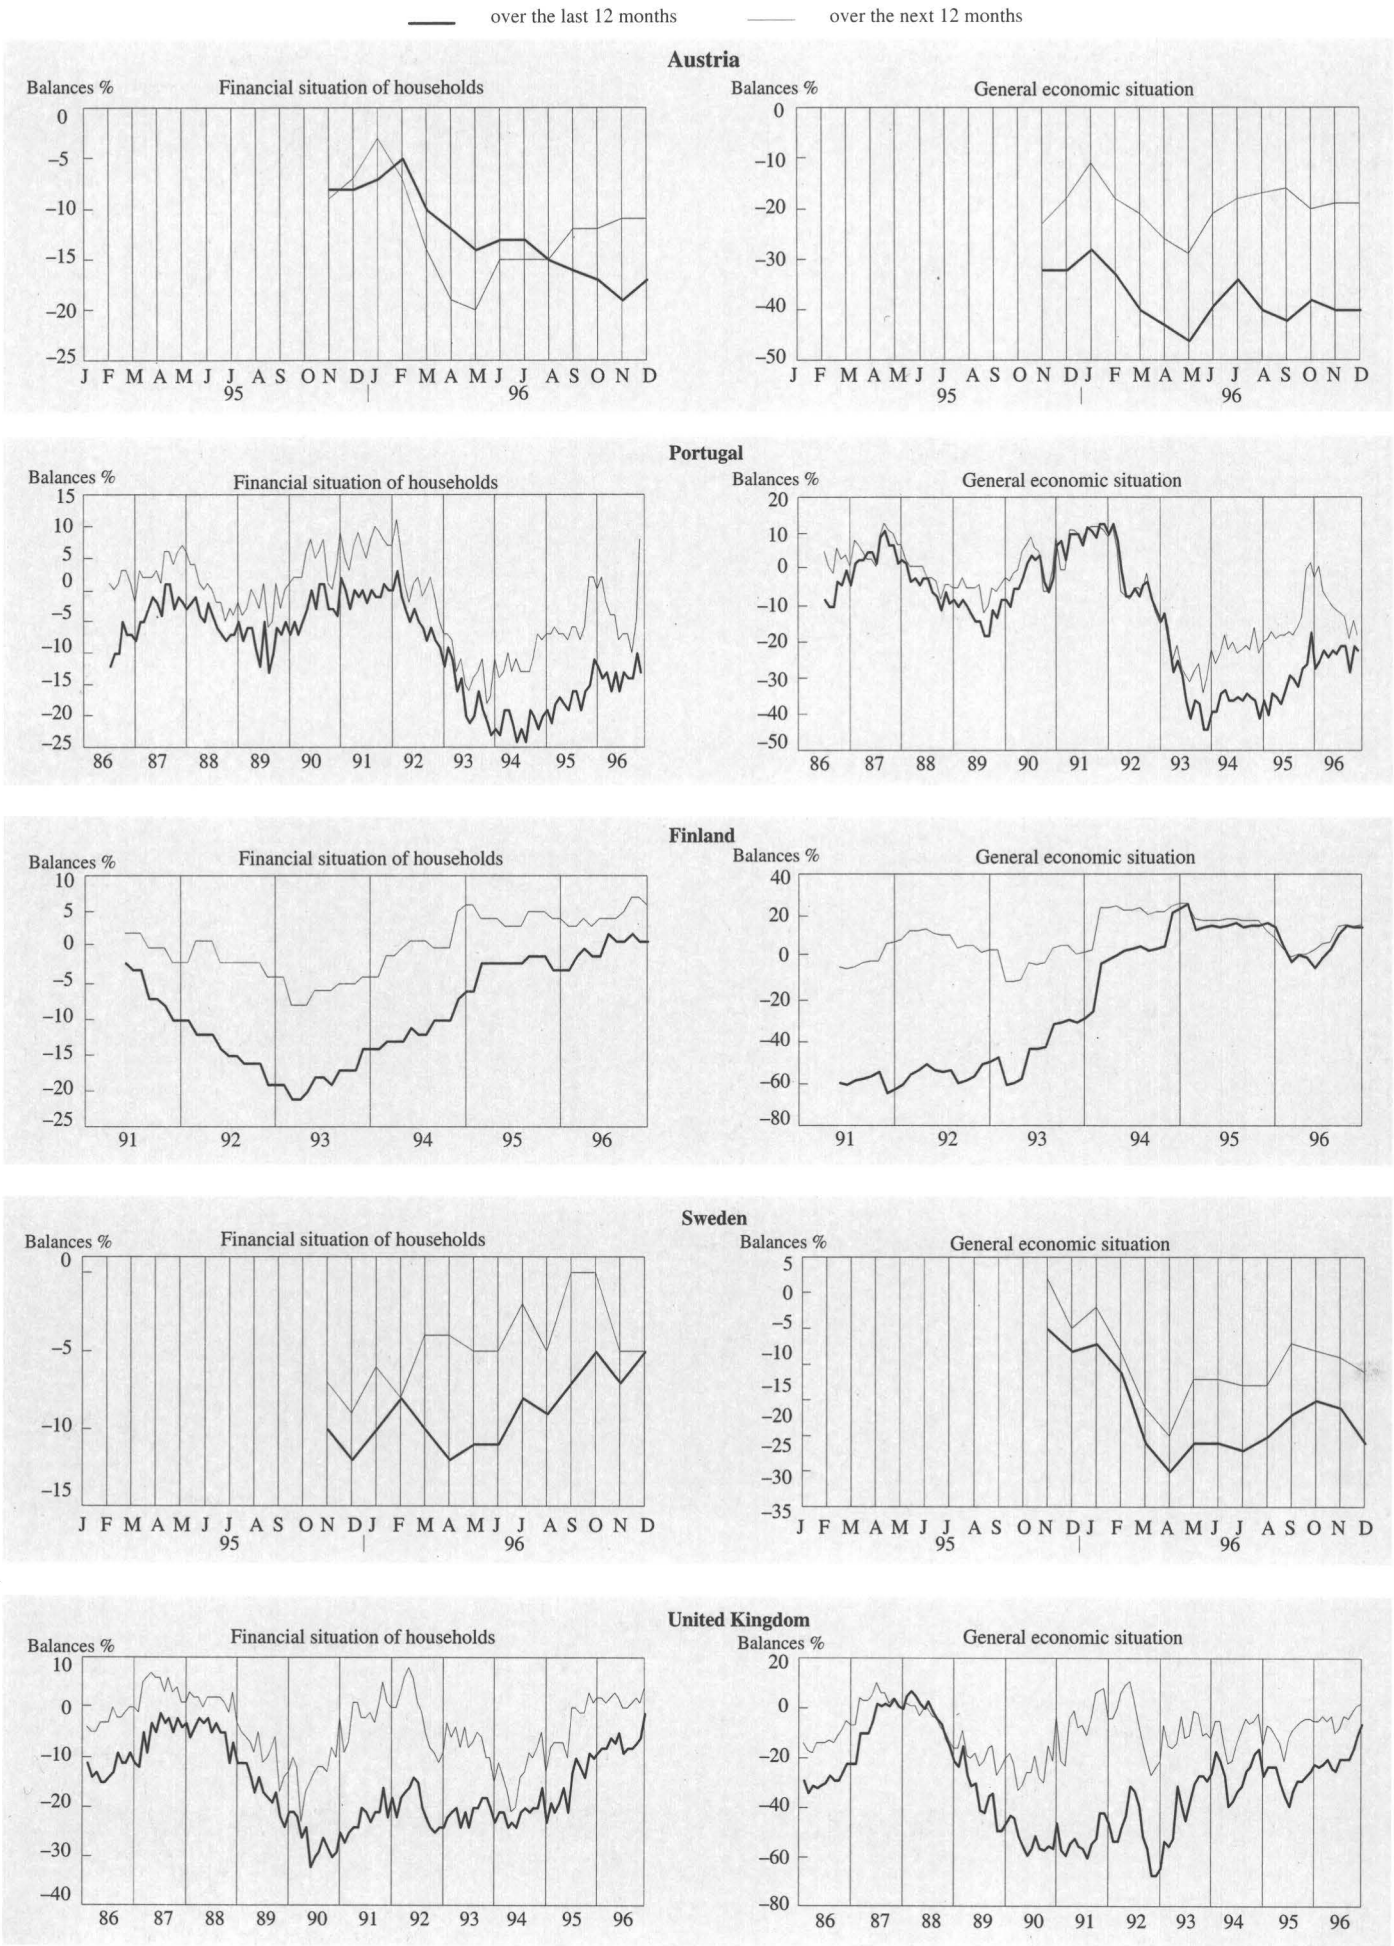 over the last 12 months over the next 12 months
Austria
Balances % Financial situation of households
0
–5
–10
–15
–20
–25
J F M A M J J A S O N D J F M A M J J A S O N D
95 96
Balances % General economic situation
0
–10
–20
–30
–40
–50
J F M A M J J A S O N D J F M A M J J A S O N D
95 96
Portugal
Balances % Financial situation of households
15
10
5
0
–5
–10
–15
–20
–25
86 87 88 89 90 91 92 93 94 95 96
Balances % General economic situation
20
10
0
–10
–20
–30
–40
–50
86 87 88 89 90 91 92 93 94 95 96
Finland
Balances % Financial situation of households
10
5
0
–5
–10
–15
–20
–25
91 92 93 94 95 96
Balances % General economic situation
40
20
0
–20
–40
–60
–80
91 92 93 94 95 96
Sweden
Balances % Financial situation of households
0
–5
–10
–15
J F M A M J J A S O N D J F M A M J J A S O N D
95 96
Balances % General economic situation
5
0
–5
–10
–15
–20
–25
–30
–35
J F M A M J J A S O N D J F M A M J J A S O N D
95 96
United Kingdom
Balances % Financial situation of households
10
0
–10
–20
–30
–40
86 87 88 89 90 91 92 93 94 95 96
Balances % General economic situation
20
0
–20
–40
–60
–80
86 87 88 89 90 91 92 93 94 95 96